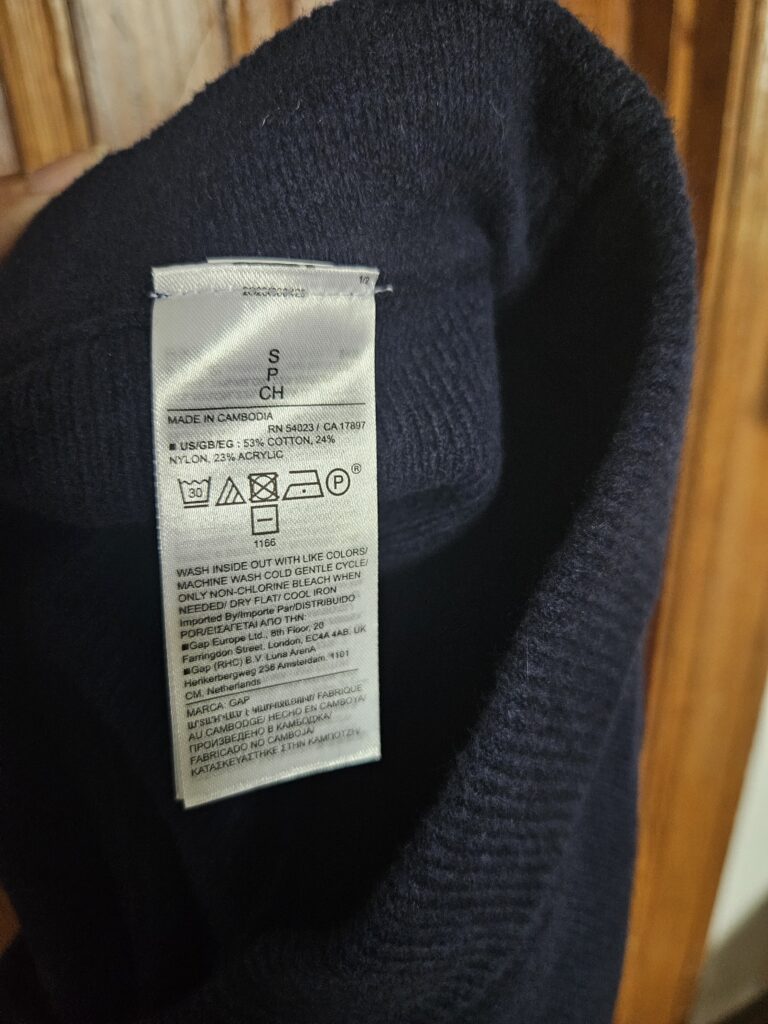 1/2
S
P
CH
MADE IN CAMBODIA
RN 54023 / CA 17897
■ US/GB/EG : 53% COTTON, 24%
NYLON, 23% ACRYLIC
30
P
®
1166
WASH INSIDE OUT WITH LIKE COLORS/
MACHINE WASH COLD GENTLE CYCLE/
ONLY NON-CHLORINE BLEACH WHEN
NEEDED/ DRY FLAT/ COOL IRON
Imported By/Importe Par/DISTRIBUIDO
POR/ΕΙΣΑΓΕΤΑΙ ΑΠΟ ΤΗΝ:
■Gap Europe Ltd., 8th Floor, 20
Farringdon Street, London, EC4A 4AB, UK
■Gap (RHC) B.V. Luna ArenA
Herikerbergweg 238 Amsterdam, 1101
CM, Netherlands
MARCA: GAP
FABRIQUE
AU CAMBODGE/ HECHO EN CAMBOYA/
ПРОИЗВЕДЕНО В КАМБОДЖА/
FABRICADO NO CAMBOJA/
ΚΑΤΑΣΚΕΥΑΣΤΗΚΕ ΣΤΗΝ ΚΑΜΠΟΤΖΗ/